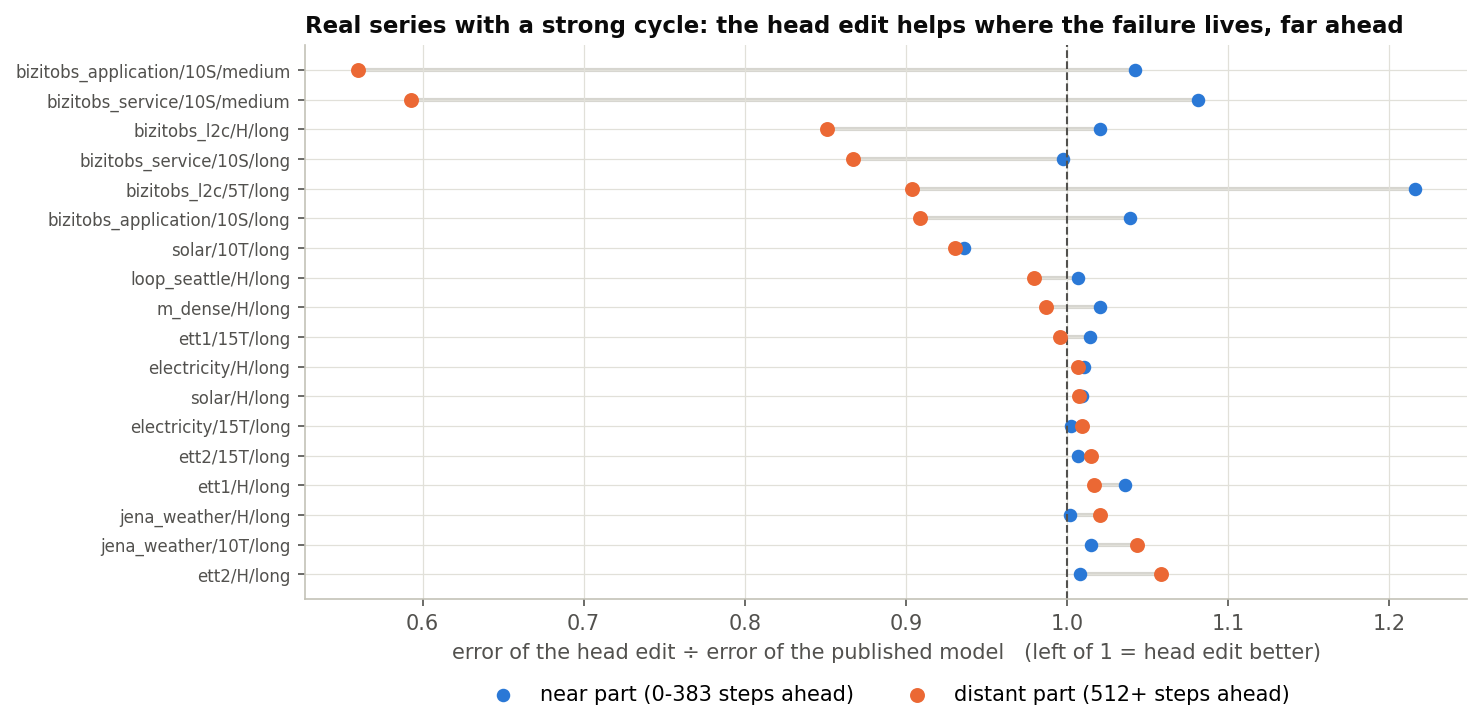 Real series with a strong cycle: the head edit helps where the failure lives, far ahead
bizitobs_application/10S/medium
bizitobs_service/10S/medium
bizitobs_l2c/H/long
bizitobs_service/10S/long
bizitobs_l2c/5T/long
bizitobs_application/10S/long
solar/10T/long
loop_seattle/H/long
m_dense/H/long
ett1/15T/long
electricity/H/long
solar/H/long
electricity/15T/long
ett2/15T/long
ett1/H/long
jena_weather/H/long
jena_weather/10T/long
ett2/H/long
0.6 0.7 0.8 0.9 1.0 1.1 1.2
error of the head edit ÷ error of the published model (left of 1 = head edit better)
near part (0-383 steps ahead) distant part (512+ steps ahead)